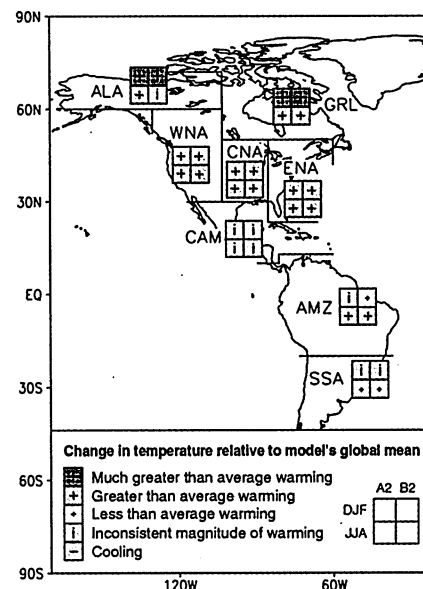 90N
60N
30N
EQ
30S
60S
90S
120W 60W
ALA
GRL
WNA
CNA
ENA
CAM
AMZ
SSA
+ i
+ +
+ +
+ +
+ +
+ +
+ +
+ +
i i
i i
i
+ +
i i
Change in temperature relative to model's global mean
Much greater than average warming
+ Greater than average warming
Less than average warming
i Inconsistent magnitude of warming
– Cooling
A2 B2
DJF
JJA